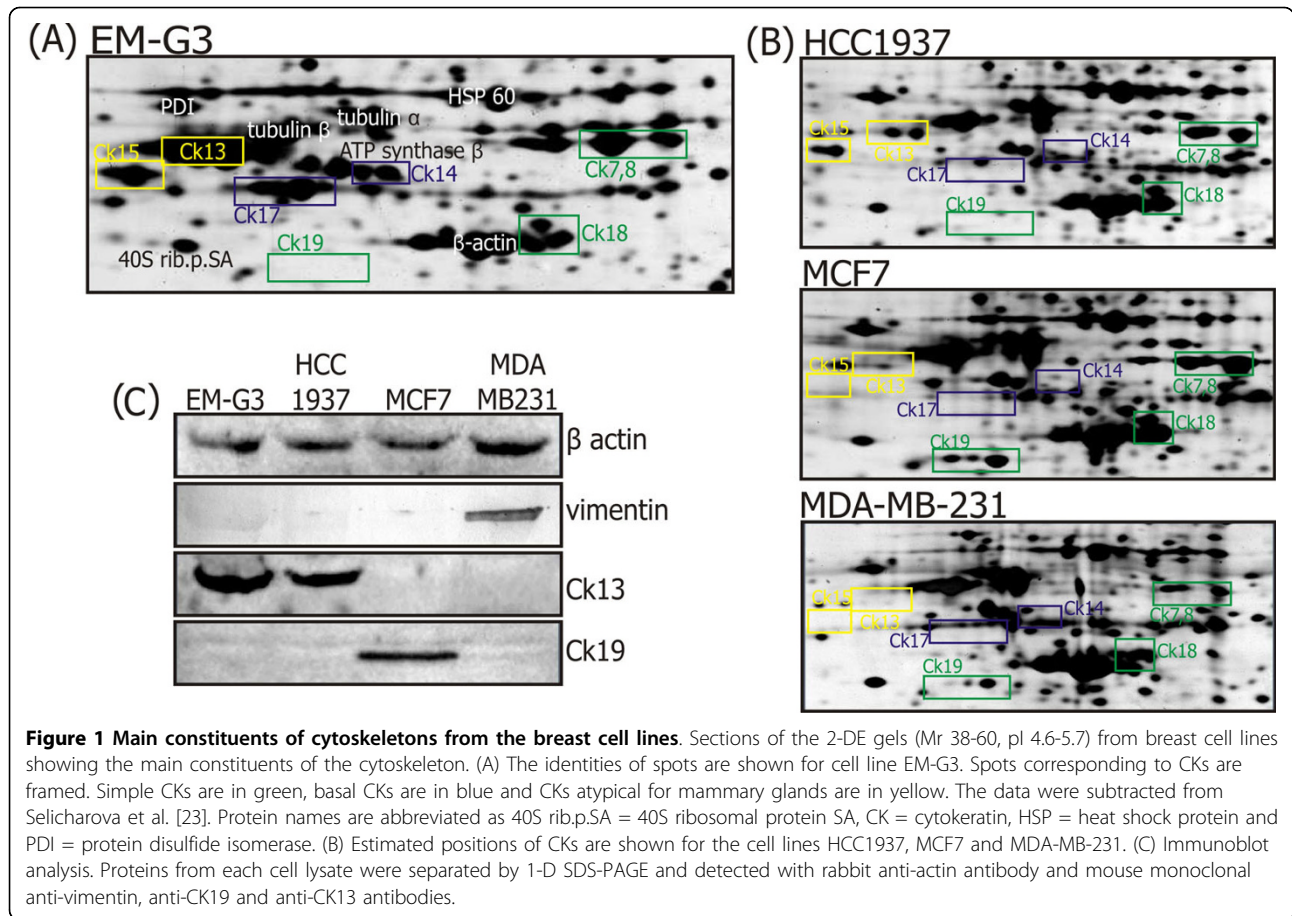 (A) EM-G3
PDI
HSP 60
tubulin α
tubulin β
ATP synthase β
Ck15
Ck13
Ck14
Ck7,8
Ck17
Ck19
β-actin
Ck18
40S rib.p.SA
(B) HCC1937
Ck15
Ck13
Ck14
Ck7,8
Ck17
Ck18
Ck19
MCF7
Ck15
Ck13
Ck14
Ck7,8
Ck17
Ck18
Ck19
MDA-MB-231
Ck15
Ck13
Ck14
Ck7,8
Ck17
Ck18
Ck19
(C)
EM-G3
HCC
1937
MCF7
MDA
MB231
β actin
vimentin
Ck13
Ck19
Figure 1 Main constituents of cytoskeletons from the breast cell lines. Sections of the 2-DE gels (Mr 38-60, pI 4.6-5.7) from breast cell lines
showing the main constituents of the cytoskeleton. (A) The identities of spots are shown for cell line EM-G3. Spots corresponding to CKs are
framed. Simple CKs are in green, basal CKs are in blue and CKs atypical for mammary glands are in yellow. The data were subtracted from
Selicharova et al. [23]. Protein names are abbreviated as 40S rib.p.SA = 40S ribosomal protein SA, CK = cytokeratin, HSP = heat shock protein and
PDI = protein disulfide isomerase. (B) Estimated positions of CKs are shown for the cell lines HCC1937, MCF7 and MDA-MB-231. (C) Immunoblot
analysis. Proteins from each cell lysate were separated by 1-D SDS-PAGE and detected with rabbit anti-actin antibody and mouse monoclonal
anti-vimentin, anti-CK19 and anti-CK13 antibodies.